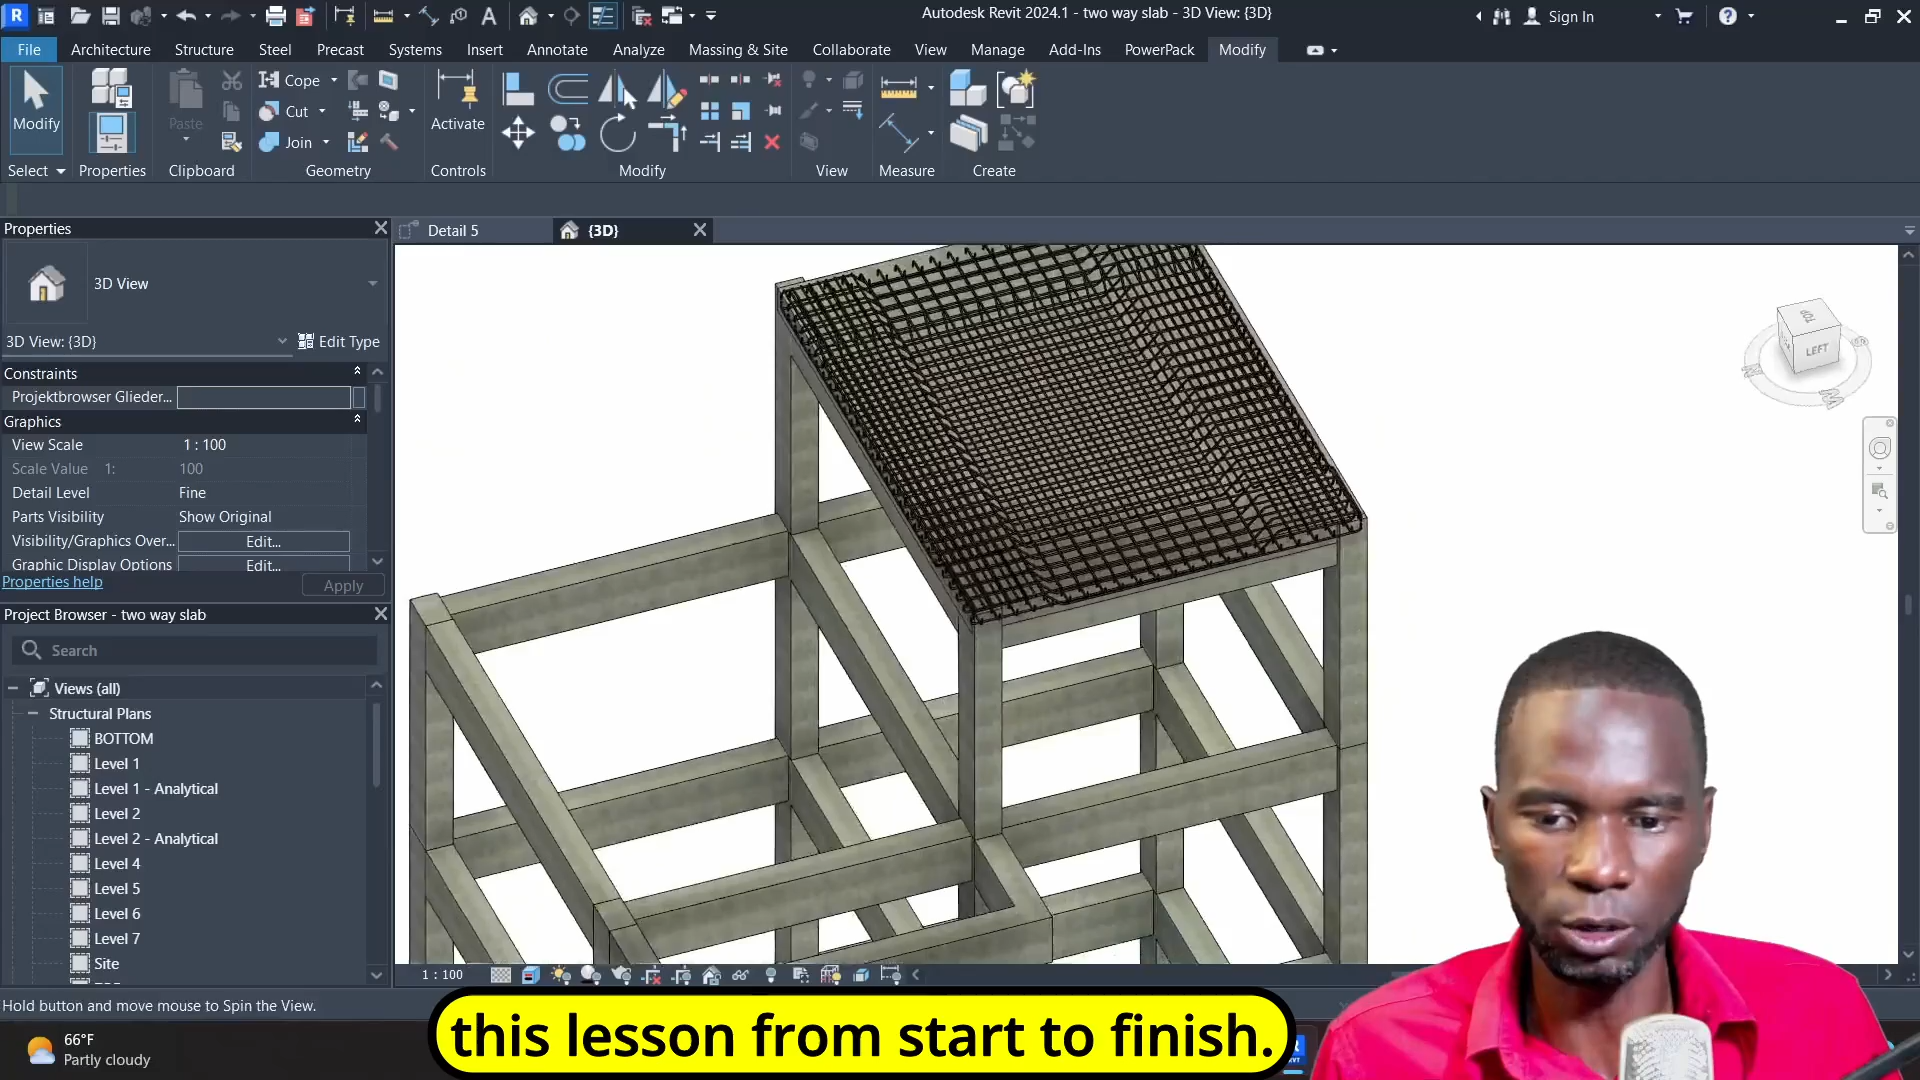 R
Autodesk Revit 2024.1 - two way slab - 3D View: {3D}
Sign In
File Architecture Structure Steel Precast Systems Insert Annotate Analyze Massing & Site Collaborate View Manage Add-Ins PowerPack Modify
Modify
Paste
Cope
Cut
Join
Activate
Select Properties Clipboard Geometry Controls Modify View Measure Create
Properties
Detail 5
{3D}
3D View
3D View: {3D}
Edit Type
Constraints
Projektbrowser Glieder...
Graphics
View Scale 1 : 100
Scale Value 1: 100
Detail Level Fine
Parts Visibility Show Original
Visibility/Graphics Over... Edit...
Graphic Display Options Edit...
Properties help
Apply
Project Browser - two way slab
Search
Views (all)
Structural Plans
BOTTOM
Level 1
Level 1 - Analytical
Level 2
Level 2 - Analytical
Level 4
Level 5
Level 6
Level 7
Site
TOP
LEFT
1 : 100
Hold button and move mouse to Spin the View.
66°F
Partly cloudy
this lesson from start to finish.